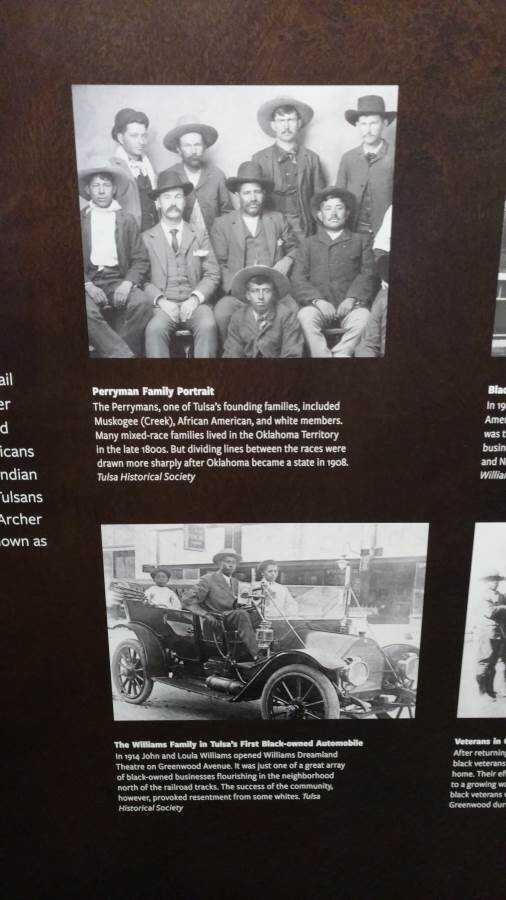 ail
er
d
icans
ndian
Tulsans
Archer
own as
Perryman Family Portrait
The Perrymans, one of Tulsa's founding families, included
Muskogee (Creek), African American, and white members.
Many mixed-race families lived in the Oklahoma Territory
in the late 1800s. But dividing lines between the races were
drawn more sharply after Oklahoma became a state in 1908.
Tulsa Historical Society
Bla
In 19
Amer
was t
busin
and N
Willian
The Williams Family in Tulsa's First Black-owned Automobile
In 1914 John and Loula Williams opened Williams Dreamland
Theatre on Greenwood Avenue. It was just one of a great array
of black-owned businesses flourishing in the neighborhood
north of the railroad tracks. The success of the community,
however, provoked resentment from some whites. Tulsa
Historical Society
Veterans in
After returning
black veterans
home. Their ef
to a growing w
black veterans
Greenwood dur